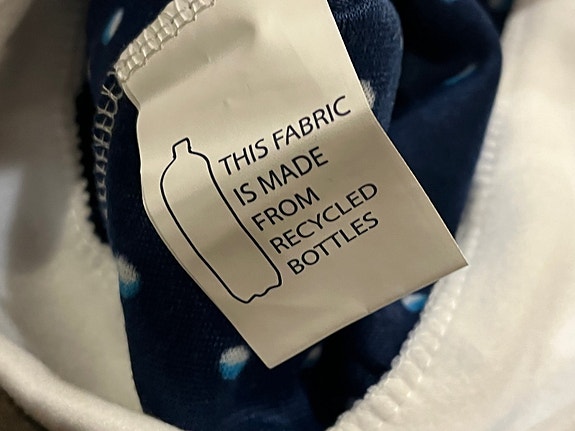 THIS FABRIC
IS MADE
FROM
RECYCLED
BOTTLES